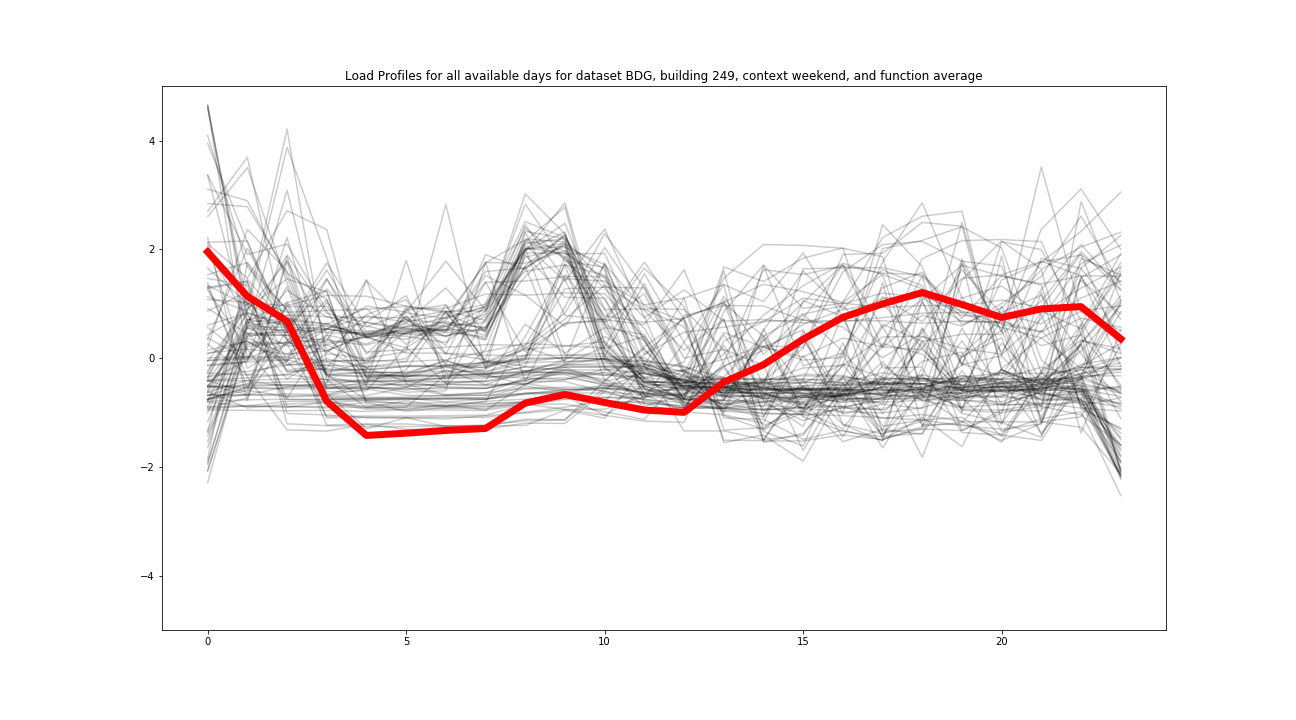 Load Profiles for all available days for dataset BDG, building 249, context weekend, and function average
4
2
0
−2
−4
0 5 10 15 20